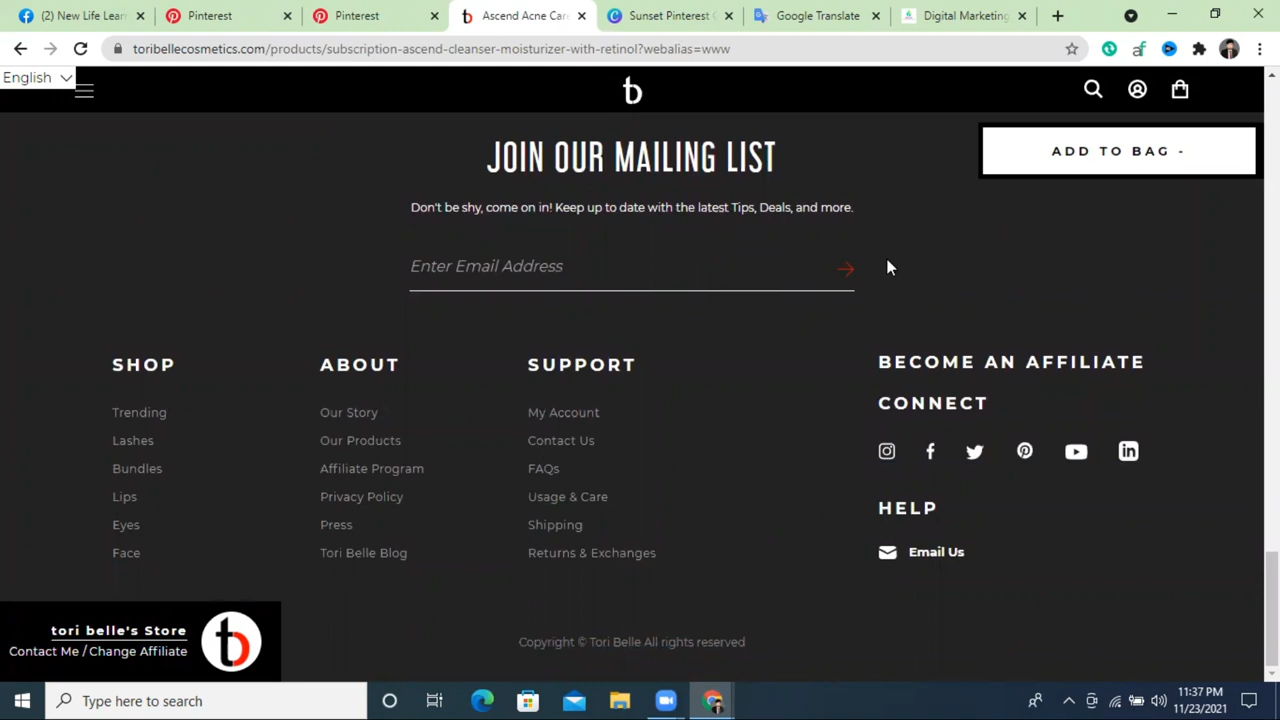 (2) New Life Lear
Pinterest
Pinterest
Ascend Acne Car
Sunset Pinterest
Google Translate
Digital Marketing
toribellecosmetics.com/products/subscription-ascend-cleanser-moisturizer-with-retinol?webalias=www
English
b
ADD TO BAG -
JOIN OUR MAILING LIST
Don't be shy, come on in! Keep up to date with the latest Tips, Deals, and more.
Enter Email Address
SHOP
Trending
Lashes
Bundles
Lips
Eyes
Face
ABOUT
Our Story
Our Products
Affiliate Program
Privacy Policy
Press
Tori Belle Blog
SUPPORT
My Account
Contact Us
FAQs
Usage & Care
Shipping
Returns & Exchanges
BECOME AN AFFILIATE
CONNECT
HELP
Email Us
tori belle's Store
Contact Me / Change Affiliate
Copyright © Tori Belle All rights reserved
Type here to search
11:37 PM
11/23/2021